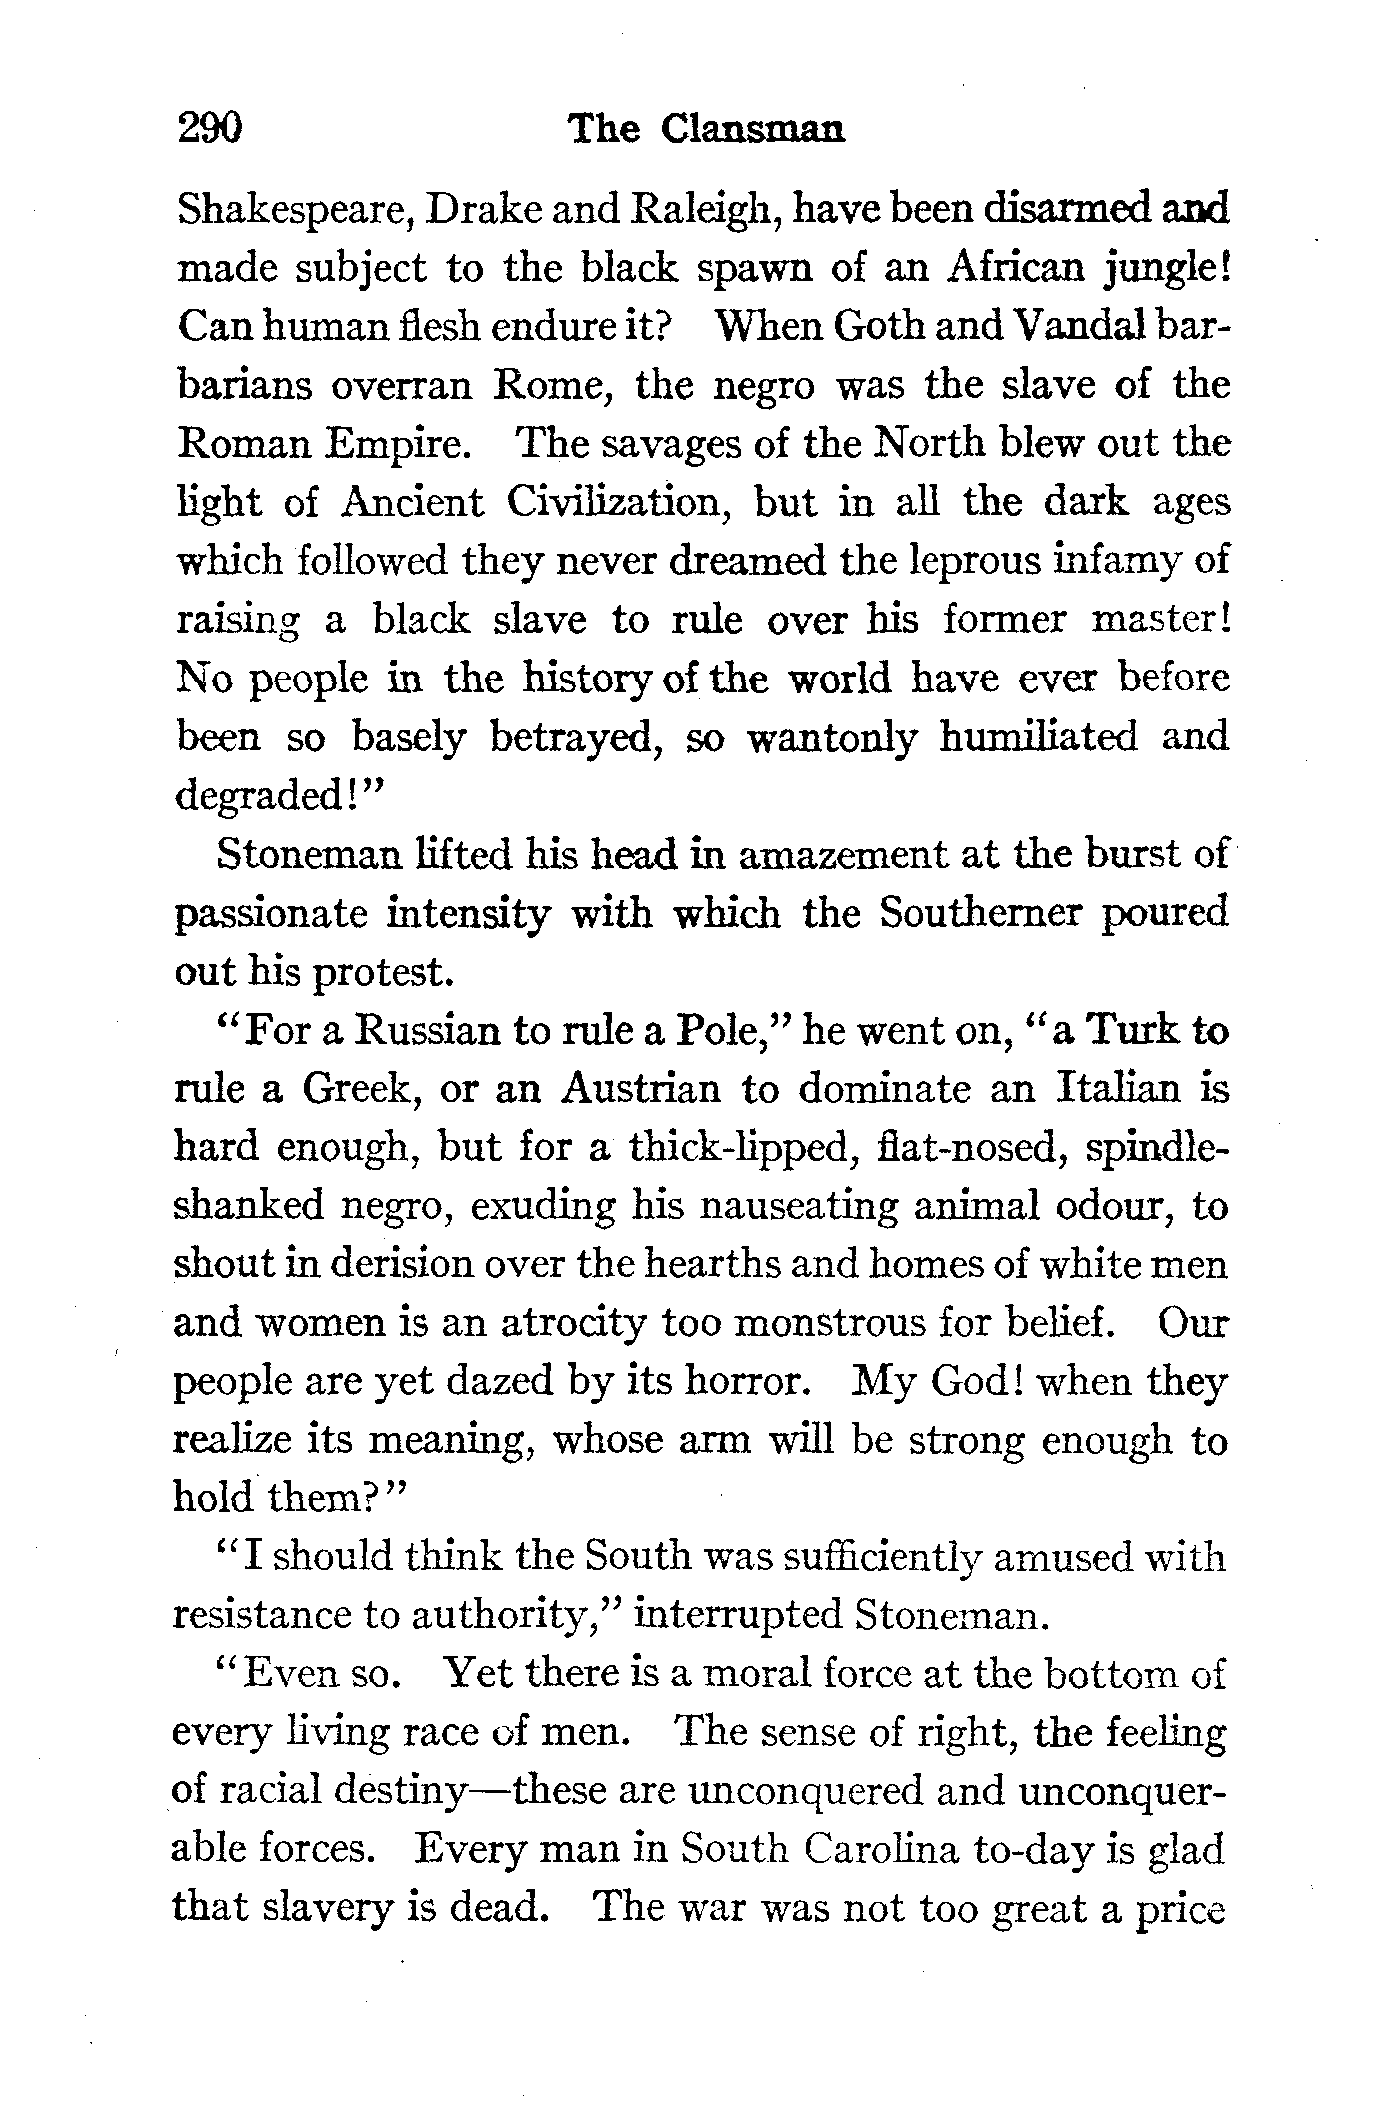 290 The Clansman
Shakespeare, Drake and Raleigh, have been disarmed and
made subject to the black spawn of an African jungle!
Can human flesh endure it? When Goth and Vandal bar-
barians overran Rome, the negro was the slave of the
Roman Empire. The savages of the North blew out the
light of Ancient Civilization, but in all the dark ages
which followed they never dreamed the leprous infamy of
raising a black slave to rule over his former master!
No people in the history of the world have ever before
been so basely betrayed, so wantonly humiliated and
degraded!"
Stoneman lifted his head in amazement at the burst of
passionate intensity with which the Southerner poured
out his protest.
"For a Russian to rule a Pole," he went on, "a Turk to
rule a Greek, or an Austrian to dominate an Italian is
hard enough, but for a thick-lipped, flat-nosed, spindle-
shanked negro, exuding his nauseating animal odour, to
shout in derision over the hearths and homes of white men
and women is an atrocity too monstrous for belief. Our
people are yet dazed by its horror. My God! when they
realize its meaning, whose arm will be strong enough to
hold them?"
"I should think the South was sufficiently amused with
resistance to authority," interrupted Stoneman.
"Even so. Yet there is a moral force at the bottom of
every living race of men. The sense of right, the feeling
of racial destiny—these are unconquered and unconquer-
able forces. Every man in South Carolina to-day is glad
that slavery is dead. The war was not too great a price